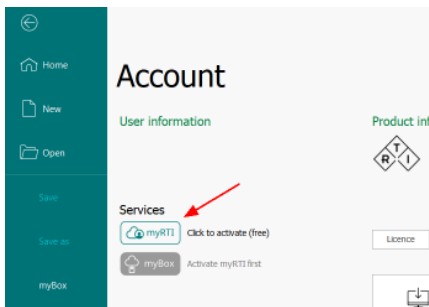 Home
Account
New
User information
Product inf
Open
R T I
Save
Services
myRTI Click to activate (free)
Save as
Licence
myBox Activate myRTI first
myBox